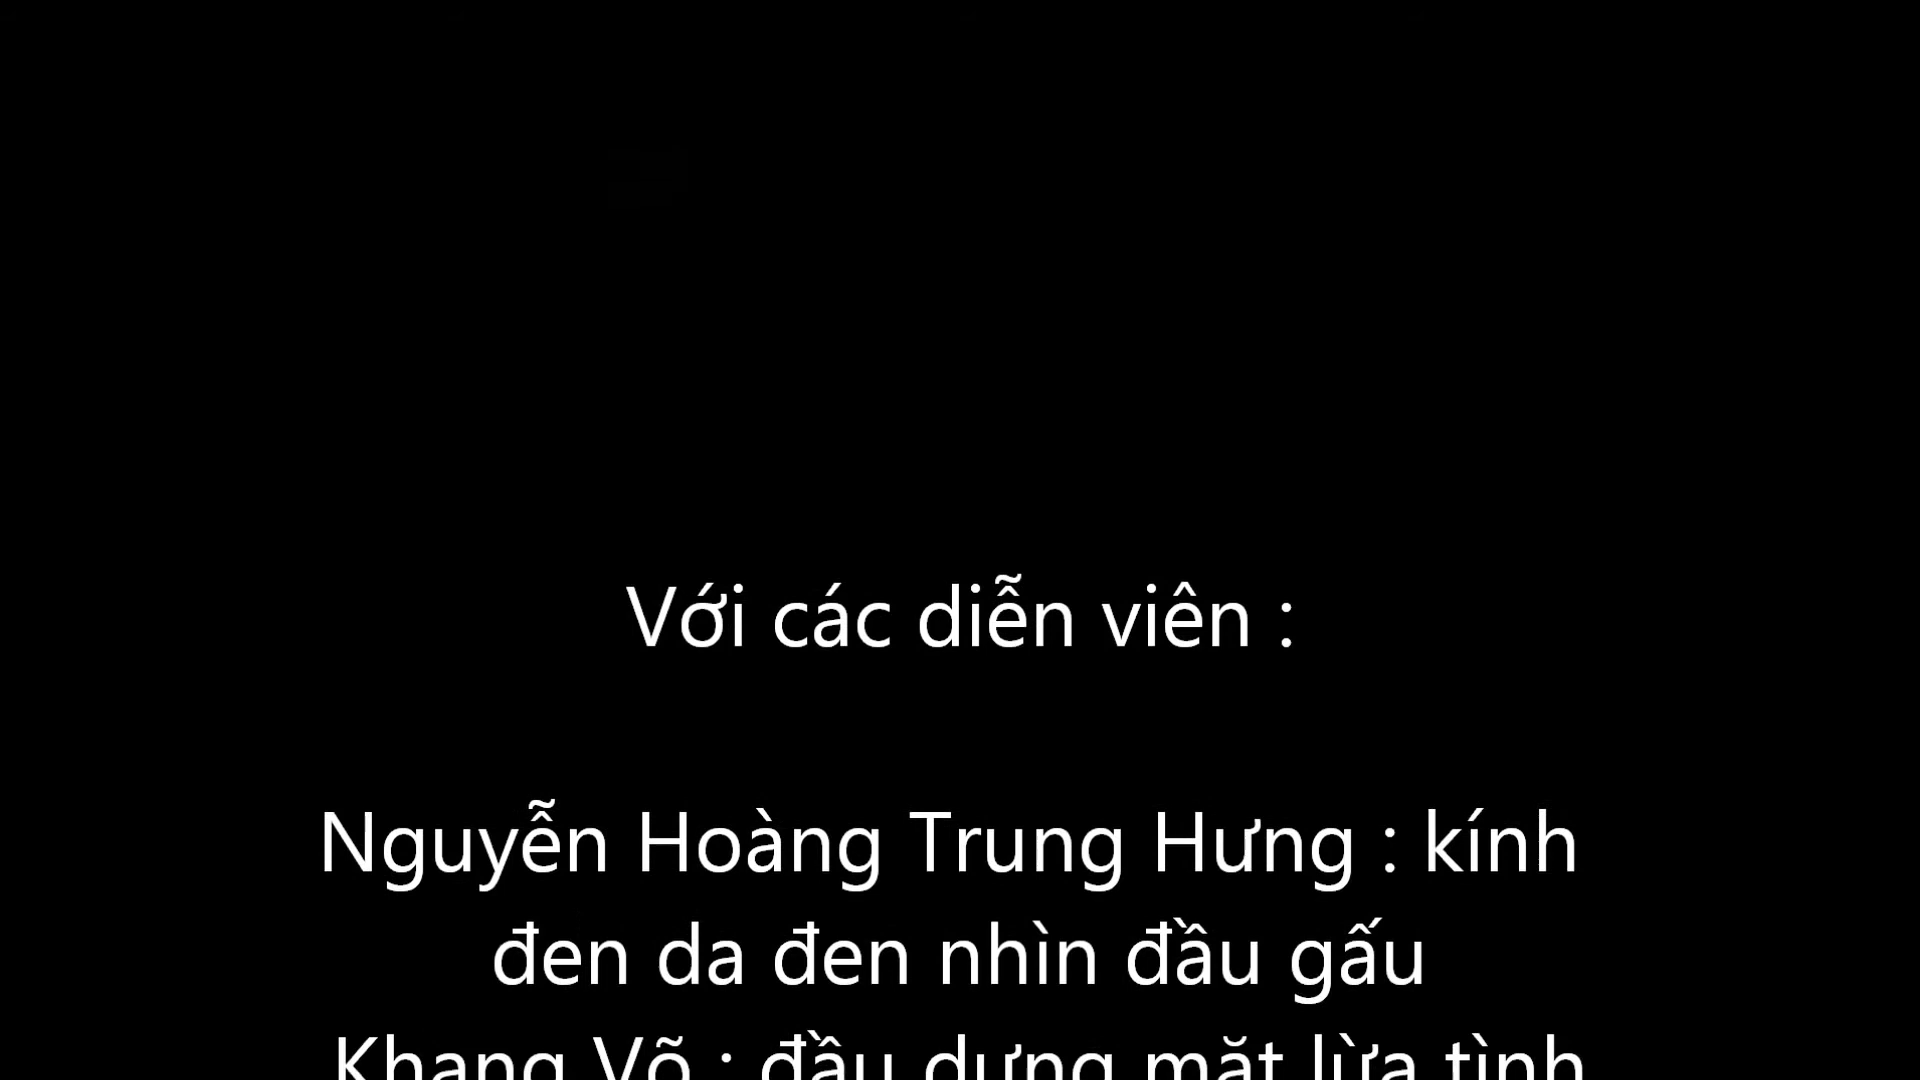 Với các diễn viên :
Nguyễn Hoàng Trung Hưng : kính
đen da đen nhìn đầu gấu
Khang Võ : đầu dựng mặt lừa tình